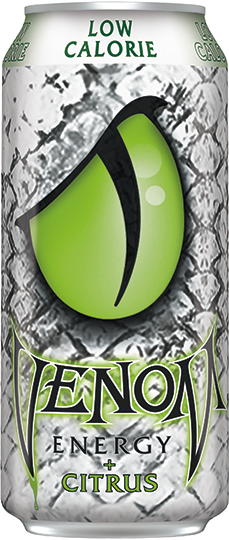 LOW
CALORIE
VENOM
ENERGY
+
CITRUS